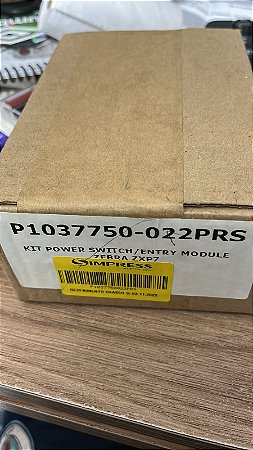 P1037750-022PRS
KIT POWER SWITCH/ENTRY MODULE
ZEBRA ZXP7
SIMPRESS